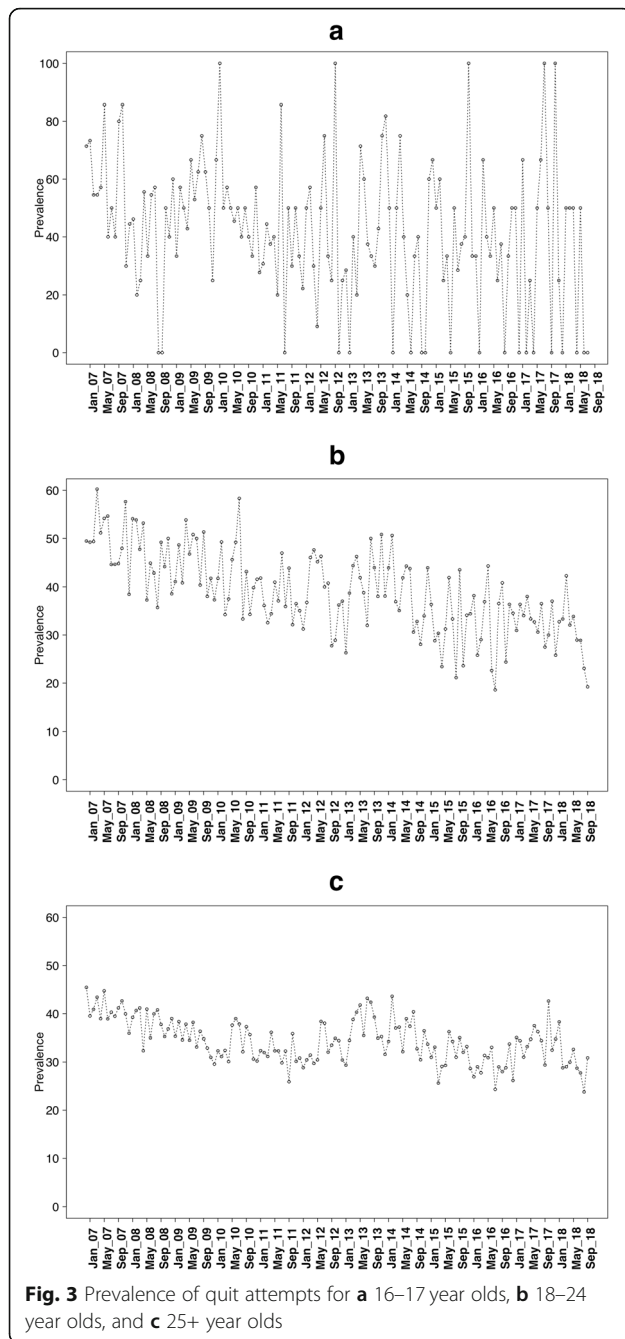 a
Prevalence
100
80
60
40
20
0
Jan_07 May_07 Sep_07 Jan_08 May_08 Sep_08 Jan_09 May_09 Sep_09 Jan_10 May_10 Sep_10 Jan_11 May_11 Sep_11 Jan_12 May_12 Sep_12 Jan_13 May_13 Sep_13 Jan_14 May_14 Sep_14 Jan_15 May_15 Sep_15 Jan_16 May_16 Sep_16 Jan_17 May_17 Sep_17 Jan_18 May_18 Sep_18
b
Prevalence
60
50
40
30
20
10
0
Jan_07 May_07 Sep_07 Jan_08 May_08 Sep_08 Jan_09 May_09 Sep_09 Jan_10 May_10 Sep_10 Jan_11 May_11 Sep_11 Jan_12 May_12 Sep_12 Jan_13 May_13 Sep_13 Jan_14 May_14 Sep_14 Jan_15 May_15 Sep_15 Jan_16 May_16 Sep_16 Jan_17 May_17 Sep_17 Jan_18 May_18 Sep_18
c
Prevalence
60
50
40
30
20
10
0
Jan_07 May_07 Sep_07 Jan_08 May_08 Sep_08 Jan_09 May_09 Sep_09 Jan_10 May_10 Sep_10 Jan_11 May_11 Sep_11 Jan_12 May_12 Sep_12 Jan_13 May_13 Sep_13 Jan_14 May_14 Sep_14 Jan_15 May_15 Sep_15 Jan_16 May_16 Sep_16 Jan_17 May_17 Sep_17 Jan_18 May_18 Sep_18
Fig. 3 Prevalence of quit attempts for a 16–17 year olds, b 18–24
year olds, and c 25+ year olds